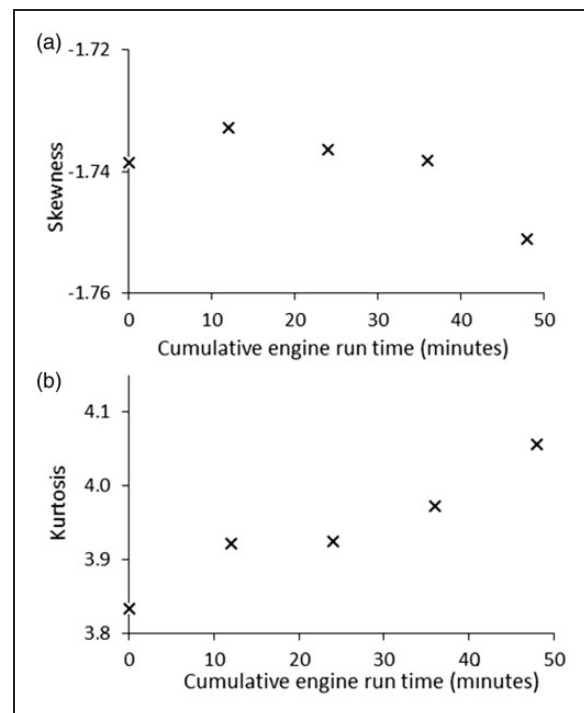 (a)
-1.72
-1.74
-1.76
Skewness
0 10 20 30 40 50
Cumulative engine run time (minutes)
(b)
4.1
4.0
3.9
3.8
Kurtosis
0 10 20 30 40 50
Cumulative engine run time (minutes)